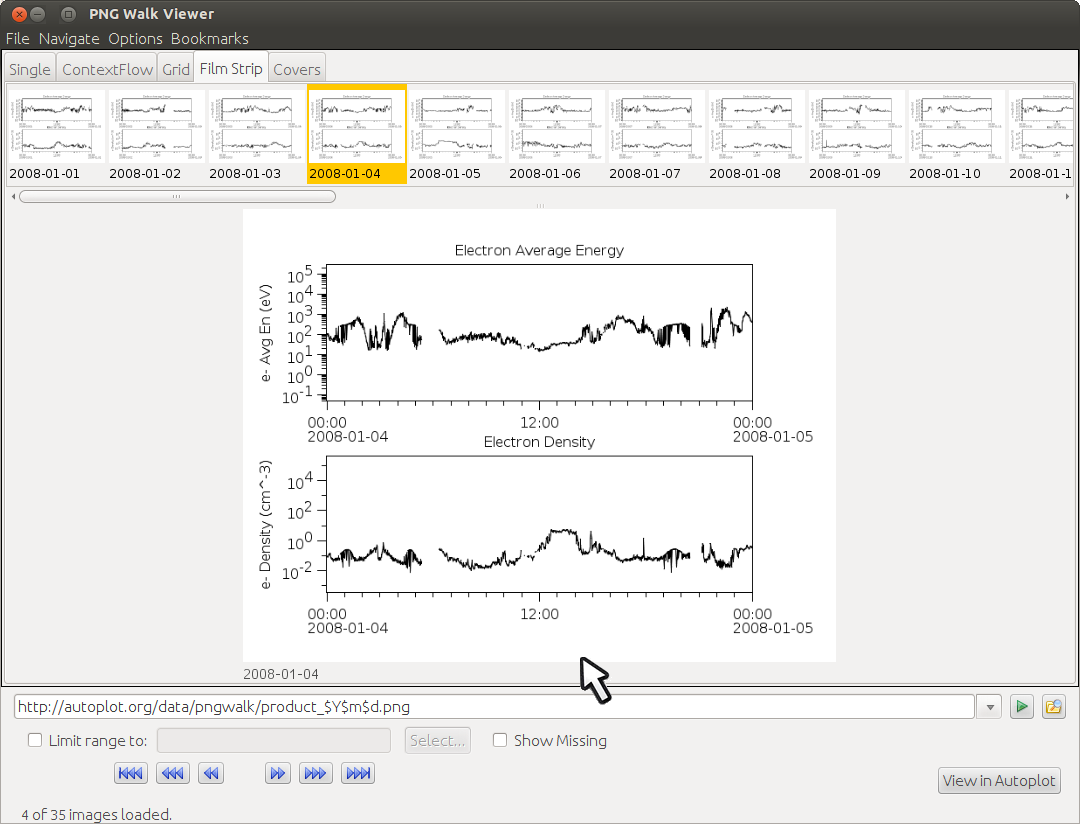 PNG Walk Viewer
File Navigate Options Bookmarks
Single ContextFlow Grid Film Strip Covers
2008-01-01 2008-01-02 2008-01-03 2008-01-04 2008-01-05 2008-01-06 2008-01-07 2008-01-08 2008-01-09 2008-01-10 2008-01-1
Electron Average Energy
e- Avg En (eV)
10^5
10^4
10^3
10^2
10^1
10^0
10^-1
00:00 12:00 00:00
2008-01-04 2008-01-05
Electron Density
e- Density (cm^-3)
10^4
10^2
10^0
10^-2
00:00 12:00 00:00
2008-01-04 2008-01-05
2008-01-04
http://autoplot.org/data/pngwalk/product_$Y$m$d.png
Limit range to: Select... Show Missing
View in Autoplot
4 of 35 images loaded.